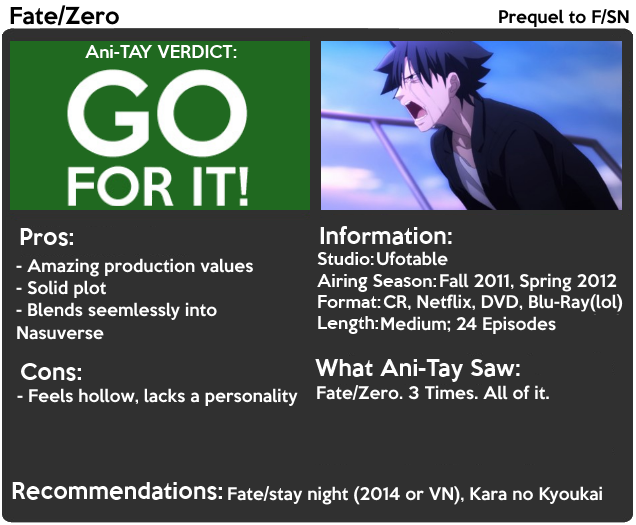 Fate/Zero
Prequel to F/SN
Ani-TAY VERDICT:
GO
FOR IT!
Pros:
- Amazing production values
- Solid plot
- Blends seemlessly into
Nasuverse
Cons:
- Feels hollow, lacks a personality
Information:
Studio: Ufotable
Airing Season: Fall 2011, Spring 2012
Format: CR, Netflix, DVD, Blu-Ray(lol)
Length: Medium; 24 Episodes
What Ani-Tay Saw:
Fate/Zero. 3 Times. All of it.
Recommendations: Fate/stay night (2014 or VN), Kara no Kyoukai